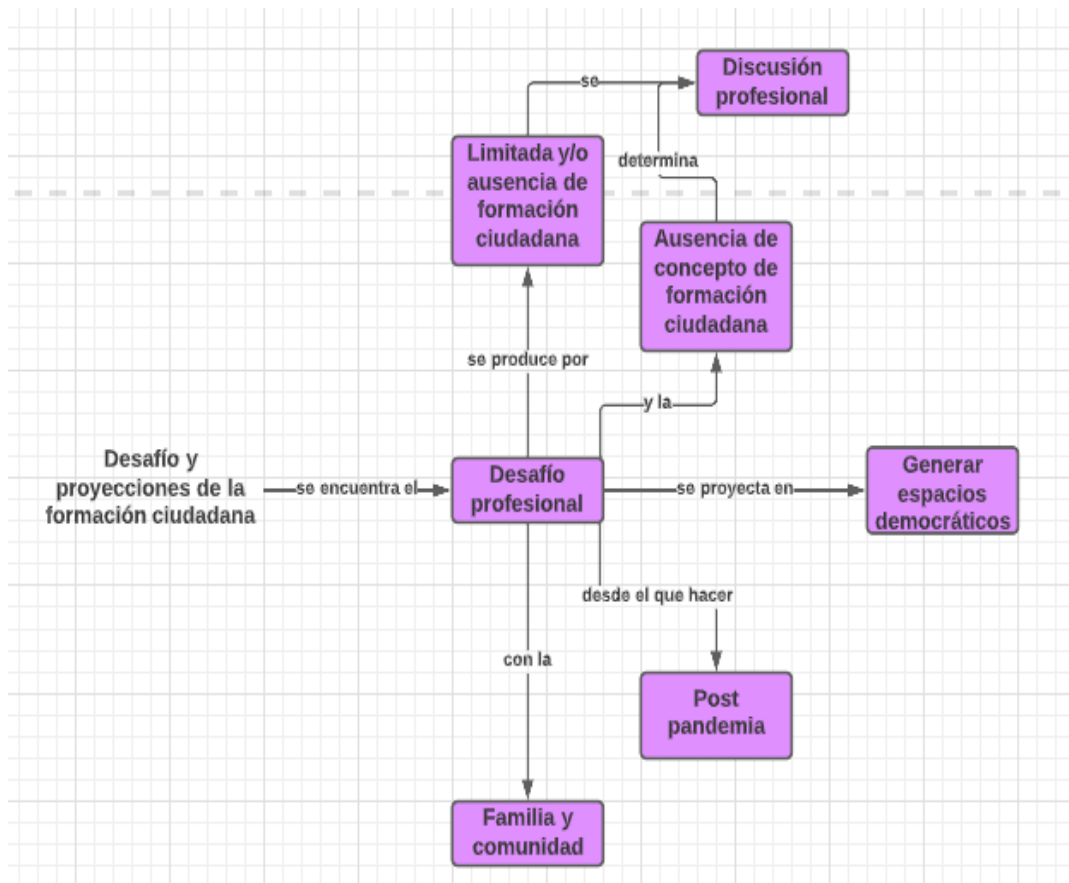 Discusión
profesional
se
Limitada y/o
ausencia de
formación
ciudadana
determina
Ausencia de
concepto de
formación
ciudadana
se produce por
y la
Desafío y
proyecciones de la
formación ciudadana
se encuentra el
Desafío
profesional
se proyecta en
Generar
espacios
democráticos
desde el que hacer
con la
Post
pandemia
Familia y
comunidad